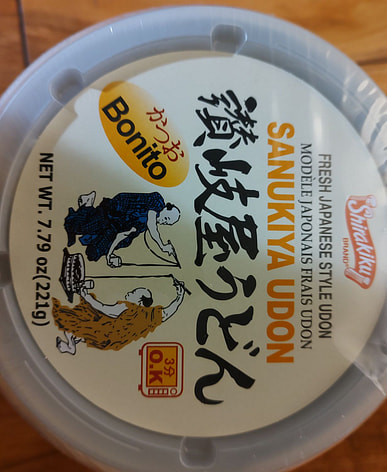 Shirakiku
BRAND®
FRESH JAPANESE STYLE UDON
MODÈLE JAPONAIS FRAIS UDON
SANUKIYA UDON
讃岐屋うどん
かつお
Bonito
3分
O.K
NET WT. 7.79 oz (221g)